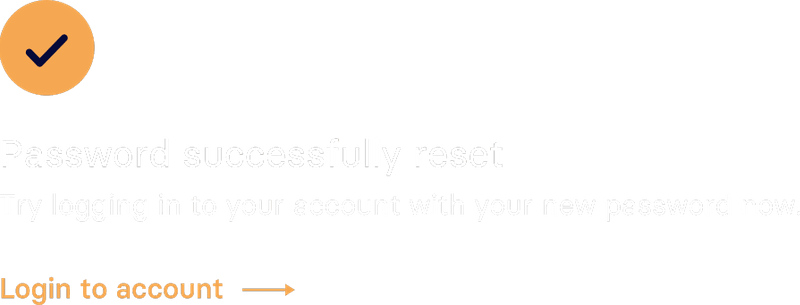 Password successfully reset
Try logging in to your account with your new password now.
Login to account